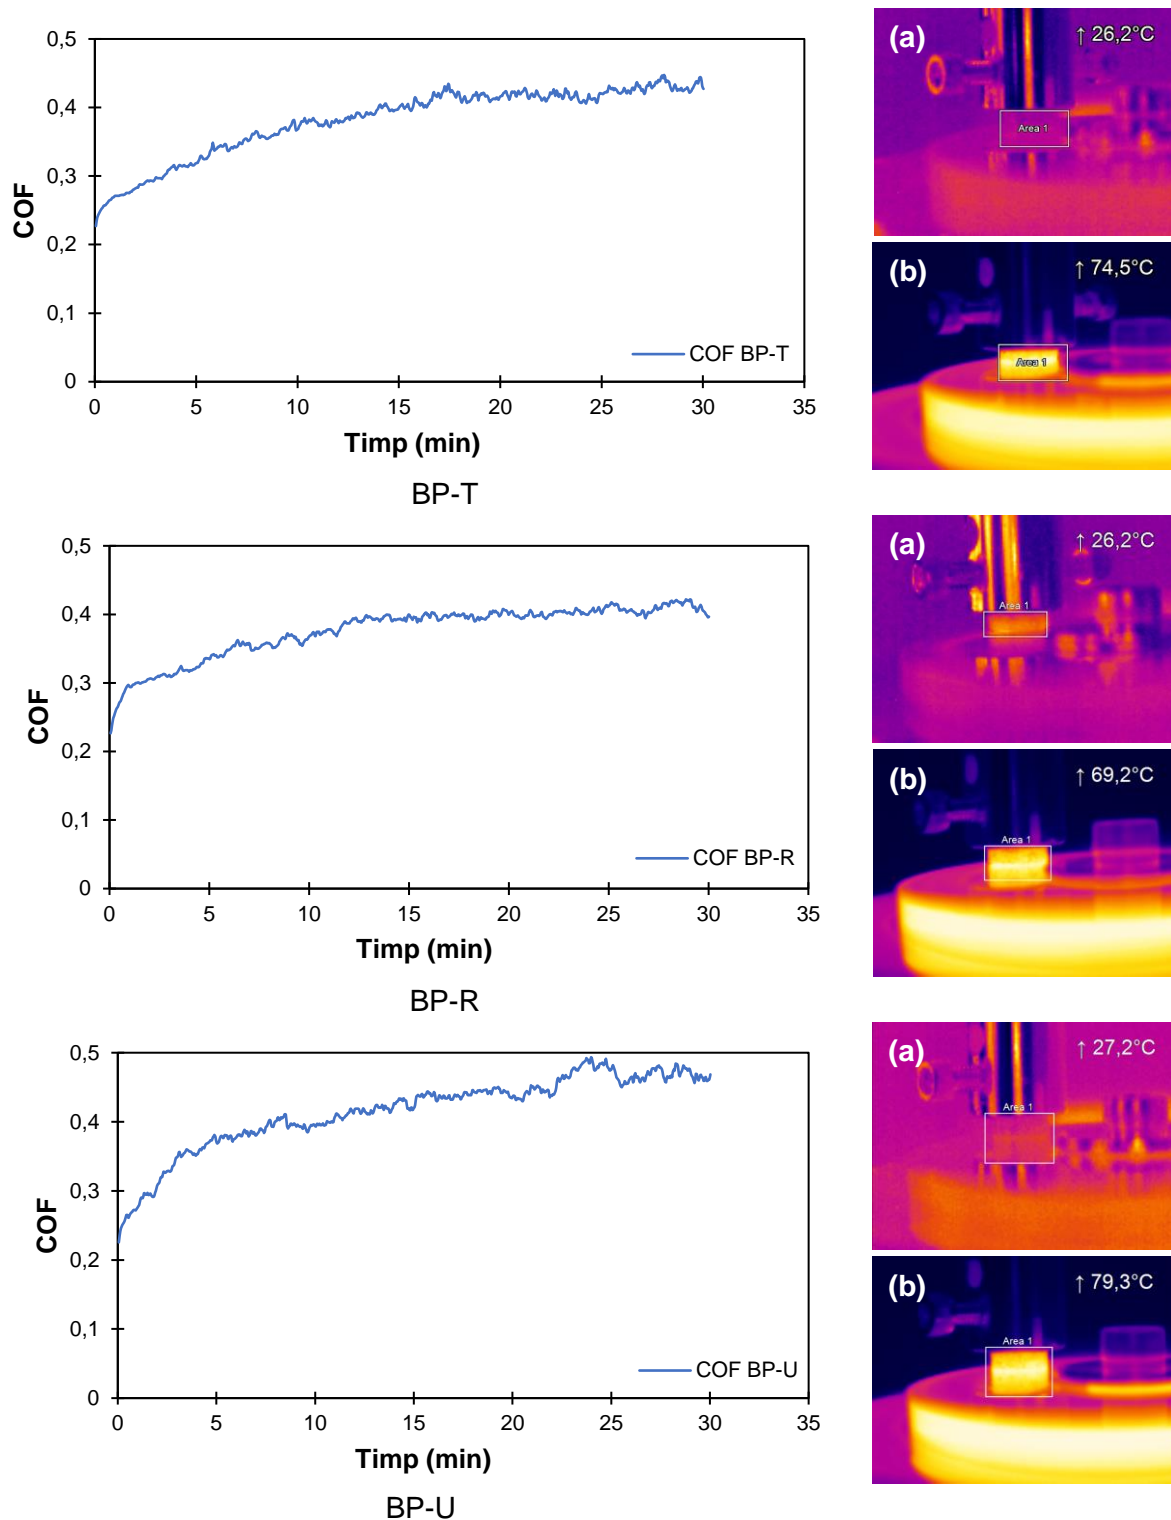 0,5
0,4
0,3
0,2
0,1
0
COF
0 5 10 15 20 25 30 35
Timp (min)
COF BP-T
BP-T
(a)
↑ 26,2°C
Area 1
(b)
↑ 74,5°C
Area 1
0,5
0,4
0,3
0,2
0,1
0
COF
0 5 10 15 20 25 30 35
Timp (min)
COF BP-R
BP-R
(a)
↑ 26,2°C
Area 1
(b)
↑ 69,2°C
Area 1
0,5
0,4
0,3
0,2
0,1
0
COF
0 5 10 15 20 25 30 35
Timp (min)
COF BP-U
BP-U
(a)
↑ 27,2°C
Area 1
(b)
↑ 79,3°C
Area 1